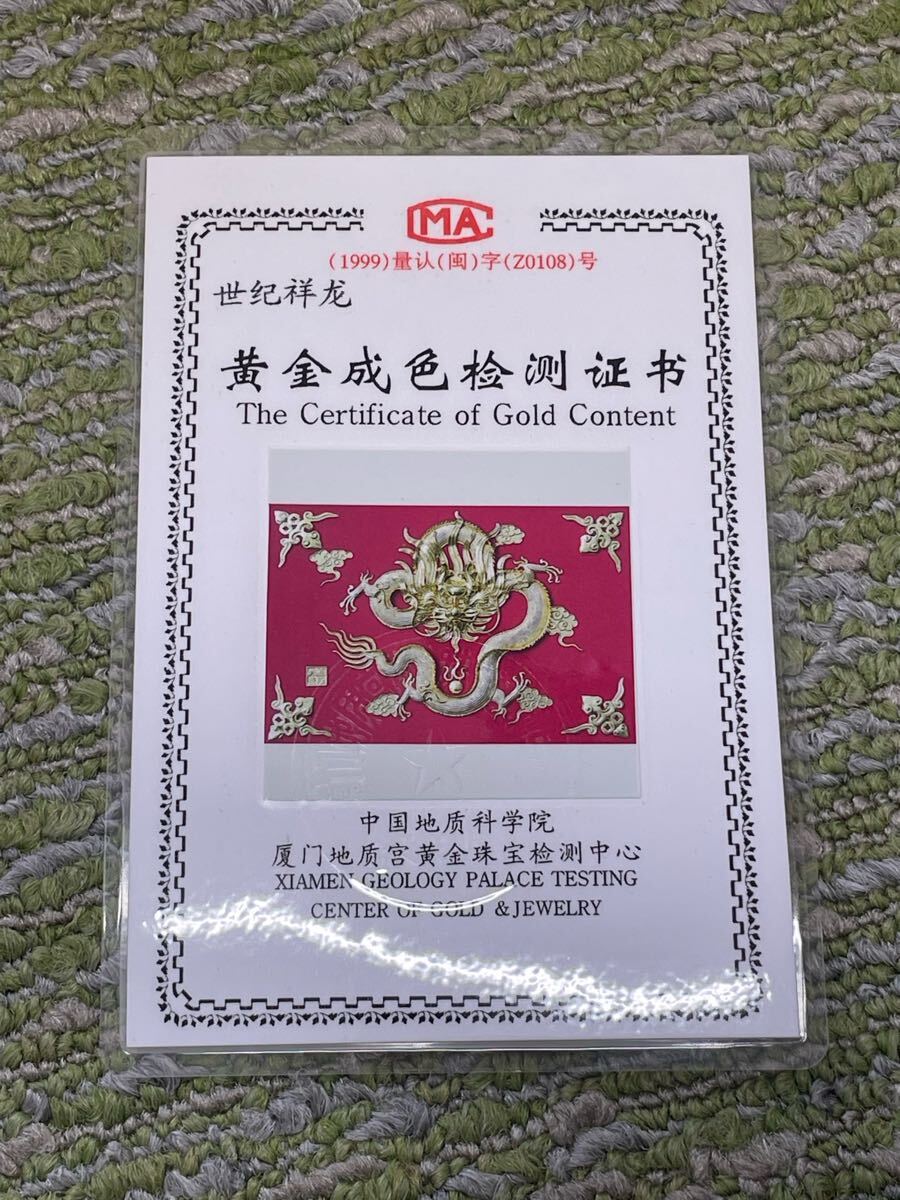 CMA
(1999)量认(闽)字(Z0108)号
世纪祥龙
黄金成色检测证书
The Certificate of Gold Content
中国地质科学院
厦门地质宫黄金珠宝检测中心
XIAMEN GEOLOGY PALACE TESTING
CENTER OF GOLD & JEWELRY